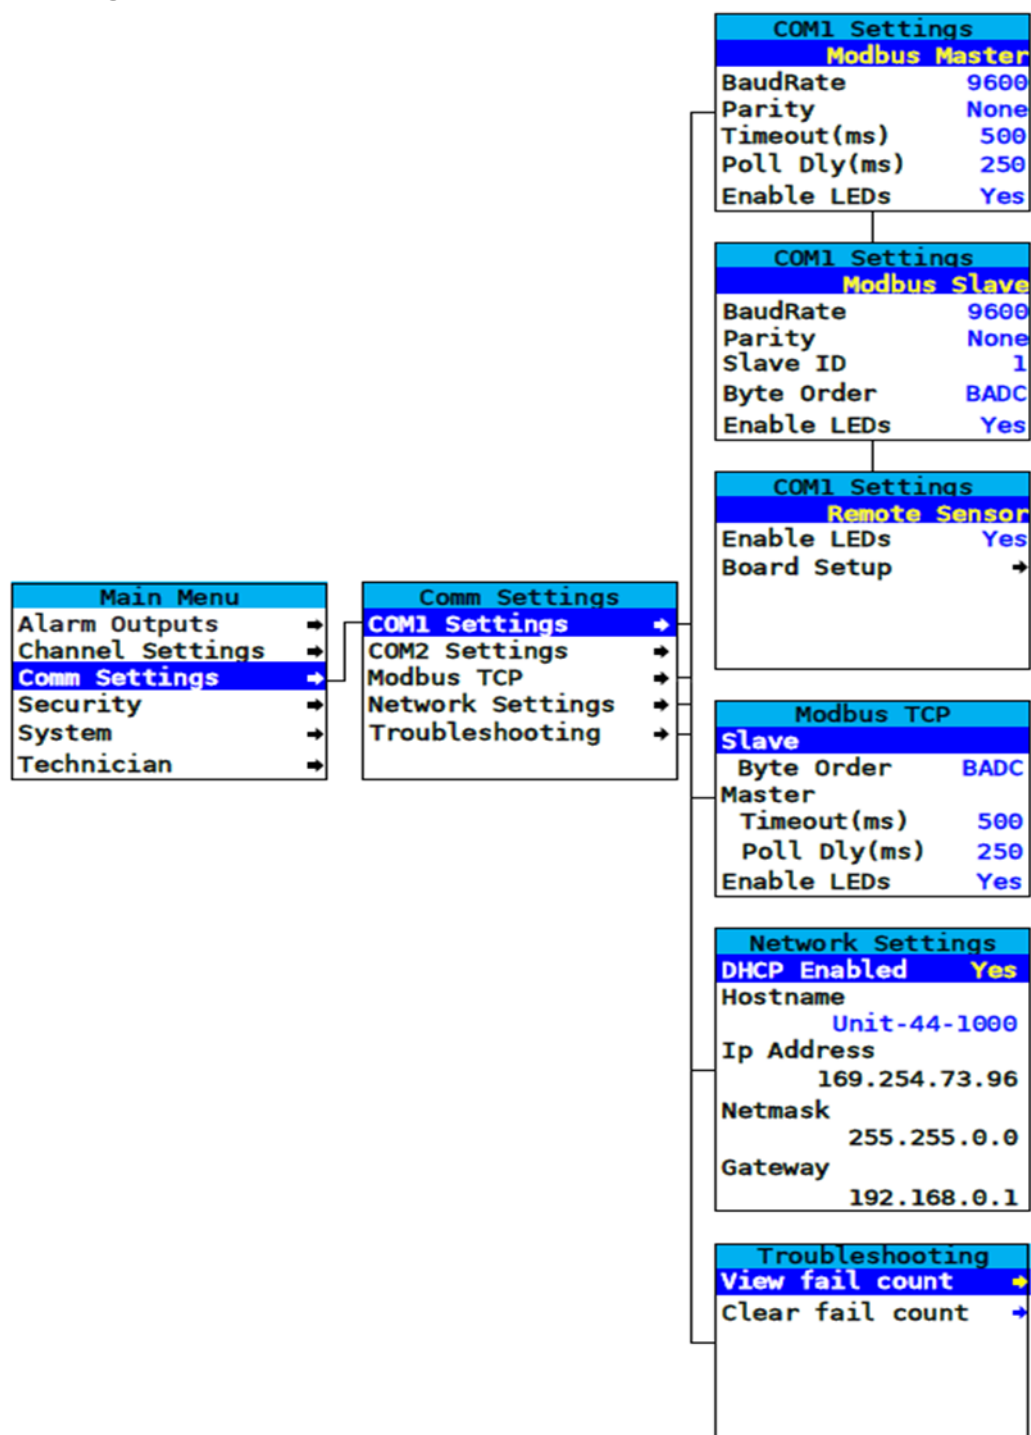 Main Menu
Alarm Outputs
Channel Settings
Comm Settings
Security
System
Technician
Comm Settings
COM1 Settings
COM2 Settings
Modbus TCP
Network Settings
Troubleshooting
COM1 Settings
Modbus Master
BaudRate 9600
Parity None
Timeout(ms) 500
Poll Dly(ms) 250
Enable LEDs Yes
COM1 Settings
Modbus Slave
BaudRate 9600
Parity None
Slave ID 1
Byte Order BADC
Enable LEDs Yes
COM1 Settings
Remote Sensor
Enable LEDs Yes
Board Setup
Modbus TCP
Slave
Byte Order BADC
Master
Timeout(ms) 500
Poll Dly(ms) 250
Enable LEDs Yes
Network Settings
DHCP Enabled Yes
Hostname
Unit-44-1000
Ip Address
169.254.73.96
Netmask
255.255.0.0
Gateway
192.168.0.1
Troubleshooting
View fail count
Clear fail count